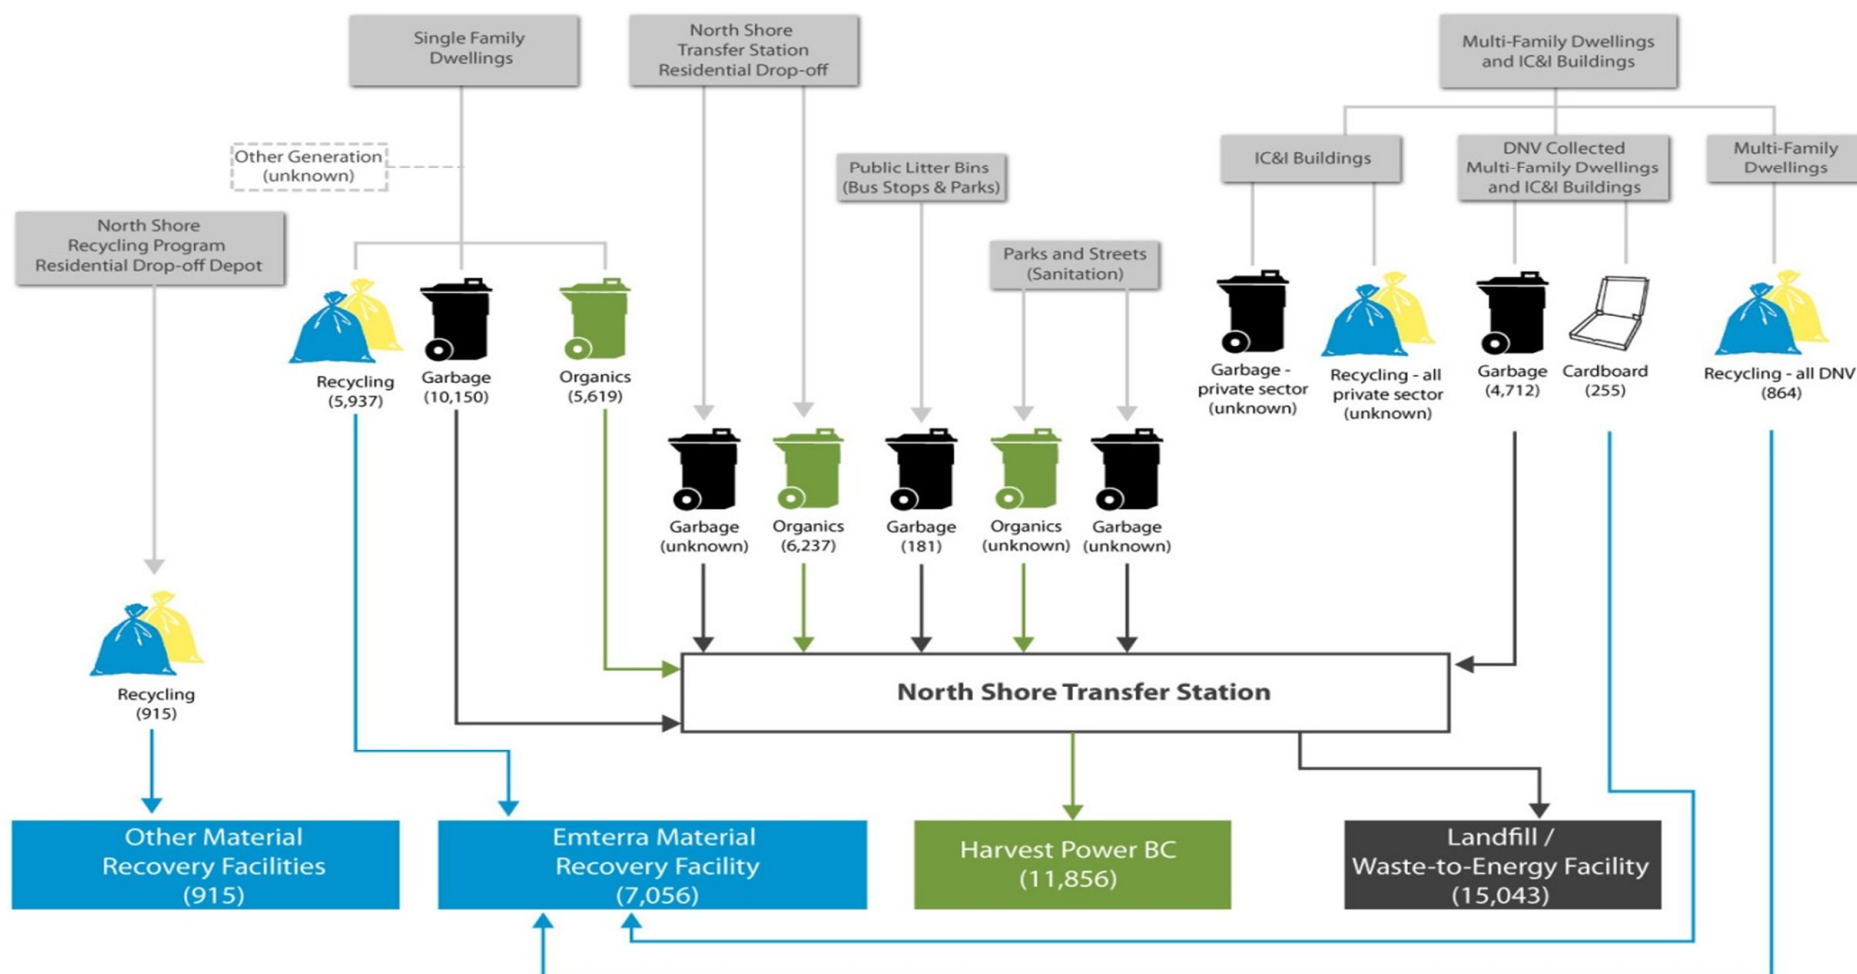 Single Family
Dwellings
North Shore
Transfer Station
Residential Drop-off
Multi-Family Dwellings
and IC&I Buildings
Other Generation
(unknown)
Public Litter Bins
(Bus Stops & Parks)
IC&I Buildings
DNV Collected
Multi-Family Dwellings
and IC&I Buildings
Multi-Family
Dwellings
North Shore
Recycling Program
Residential Drop-off Depot
Parks and Streets
(Sanitation)
Recycling
(5,937)
Garbage
(10,150)
Organics
(5,619)
Garbage -
private sector
(unknown)
Recycling - all
private sector
(unknown)
Garbage
(4,712)
Cardboard
(255)
Recycling - all DNV
(864)
Garbage
(unknown)
Organics
(6,237)
Garbage
(181)
Organics
(unknown)
Garbage
(unknown)
Recycling
(915)
North Shore Transfer Station
Other Material
Recovery Facilities
(915)
Emterra Material
Recovery Facility
(7,056)
Harvest Power BC
(11,856)
Landfill /
Waste-to-Energy Facility
(15,043)